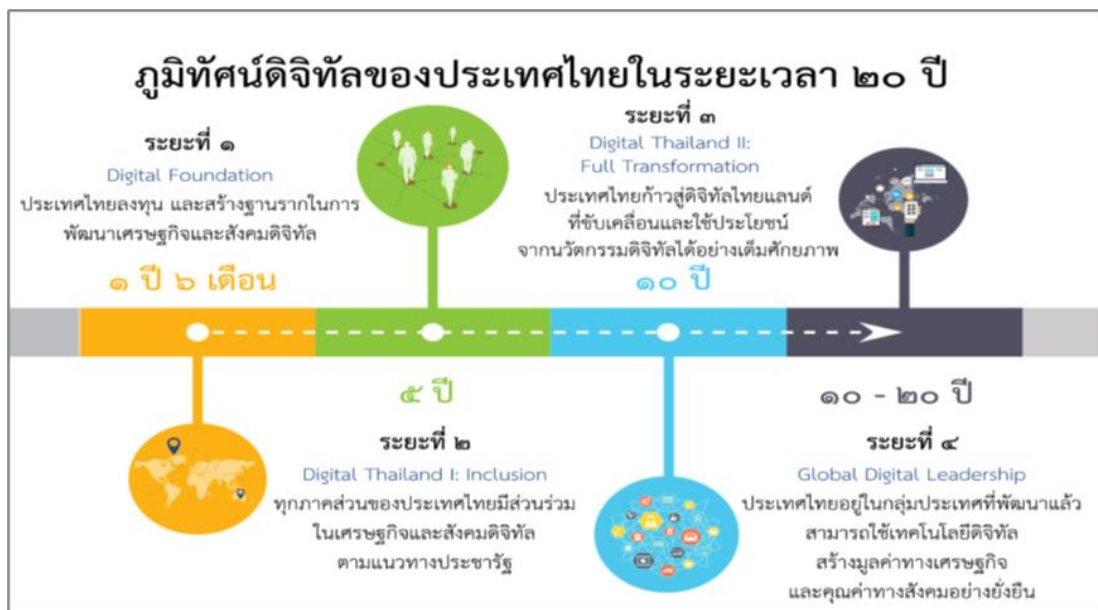 ภูมิทัศน์ดิจิทัลของประเทศไทยในระยะเวลา ๒๐ ปี
ระยะที่ ๑
Digital Foundation
ประเทศไทยลงทุน และสร้างฐานรากในการ
พัฒนาเศรษฐกิจและสังคมดิจิทัล
๑ ปี ๖ เดือน
ระยะที่ ๓
Digital Thailand II:
Full Transformation
ประเทศไทยก้าวสู่ดิจิทัลไทยแลนด์
ที่ขับเคลื่อนและใช้ประโยชน์
จากนวัตกรรมดิจิทัลได้อย่างเต็มศักยภาพ
๑๐ ปี
๕ ปี
ระยะที่ ๒
Digital Thailand I: Inclusion
ทุกภาคส่วนของประเทศไทยมีส่วนร่วม
ในเศรษฐกิจและสังคมดิจิทัล
ตามแนวทางประชารัฐ
๑๐ - ๒๐ ปี
ระยะที่ ๔
Global Digital Leadership
ประเทศไทยอยู่ในกลุ่มประเทศที่พัฒนาแล้ว
สามารถใช้เทคโนโลยีดิจิทัล
สร้างมูลค่าทางเศรษฐกิจ
และคุณค่าทางสังคมอย่างยั่งยืน